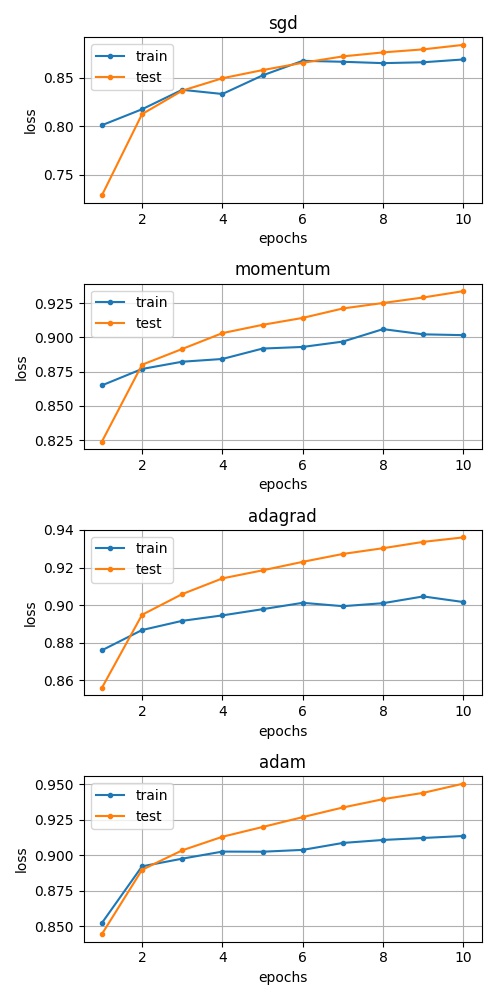 sgd
train
test
0.85
0.80
0.75
loss
2 4 6 8 10
epochs
momentum
train
test
0.925
0.900
0.875
0.850
0.825
loss
2 4 6 8 10
epochs
adagrad
train
test
0.94
0.92
0.90
0.88
0.86
loss
2 4 6 8 10
epochs
adam
train
test
0.950
0.925
0.900
0.875
0.850
loss
2 4 6 8 10
epochs